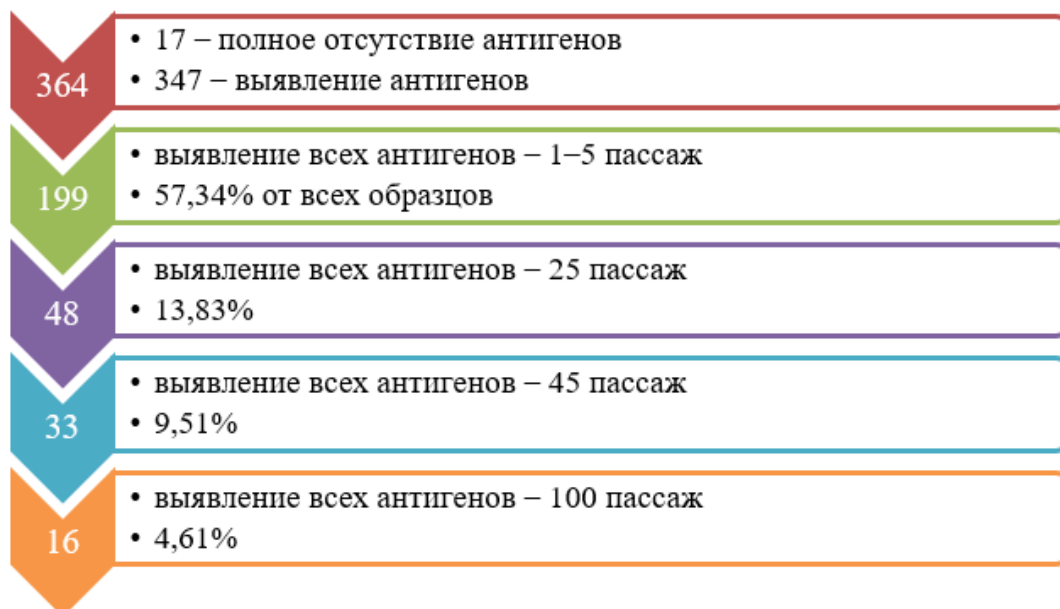 364
• 17 – полное отсутствие антигенов
• 347 – выявление антигенов
199
• выявление всех антигенов – 1–5 пассаж
• 57,34% от всех образцов
48
• выявление всех антигенов – 25 пассаж
• 13,83%
33
• выявление всех антигенов – 45 пассаж
• 9,51%
16
• выявление всех антигенов – 100 пассаж
• 4,61%